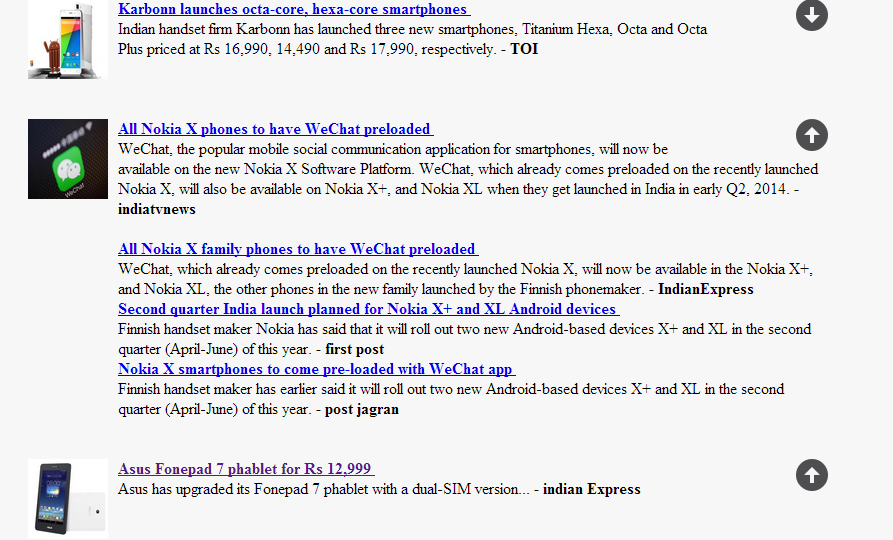 Karbonn launches octa-core, hexa-core smartphones
Indian handset firm Karbonn has launched three new smartphones, Titanium Hexa, Octa and Octa
Plus priced at Rs 16,990, 14,490 and Rs 17,990, respectively. - TOI
All Nokia X phones to have WeChat preloaded
WeChat, the popular mobile social communication application for smartphones, will now be
available on the new Nokia X Software Platform. WeChat, which already comes preloaded on the recently launched
Nokia X, will also be available on Nokia X+, and Nokia XL when they get launched in India in early Q2, 2014. -
indiatvnews
WeChat
All Nokia X family phones to have WeChat preloaded
WeChat, which already comes preloaded on the recently launched Nokia X, will now be available in the Nokia X+,
and Nokia XL, the other phones in the new family launched by the Finnish phonemaker. - IndianExpress
Second quarter India launch planned for Nokia X+ and XL Android devices
Finnish handset maker Nokia has said that it will roll out two new Android-based devices X+ and XL in the second
quarter (April-June) of this year. - first post
Nokia X smartphones to come pre-loaded with WeChat app
Finnish handset maker has earlier said it will roll out two new Android-based devices X+ and XL in the second
quarter (April-June) of this year. - post jagran
Asus Fonepad 7 phablet for Rs 12,999
Asus has upgraded its Fonepad 7 phablet with a dual-SIM version... - indian Express